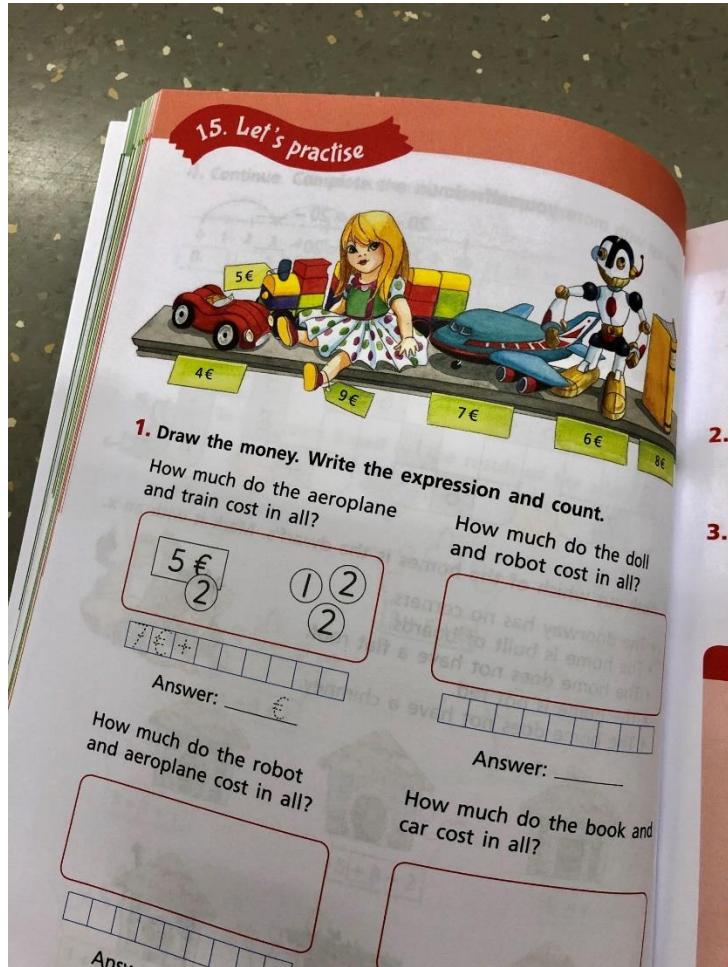 15. Let's practise
5 €
4 €
9 €
7 €
6 €
8 €
1. Draw the money. Write the expression and count.
How much do the aeroplane
and train cost in all?
5 €
2
1 2
2
7 € +
Answer: ______ €
How much do the doll
and robot cost in all?
Answer: ______
How much do the robot
and aeroplane cost in all?
How much do the book and
car cost in all?
2.
3.